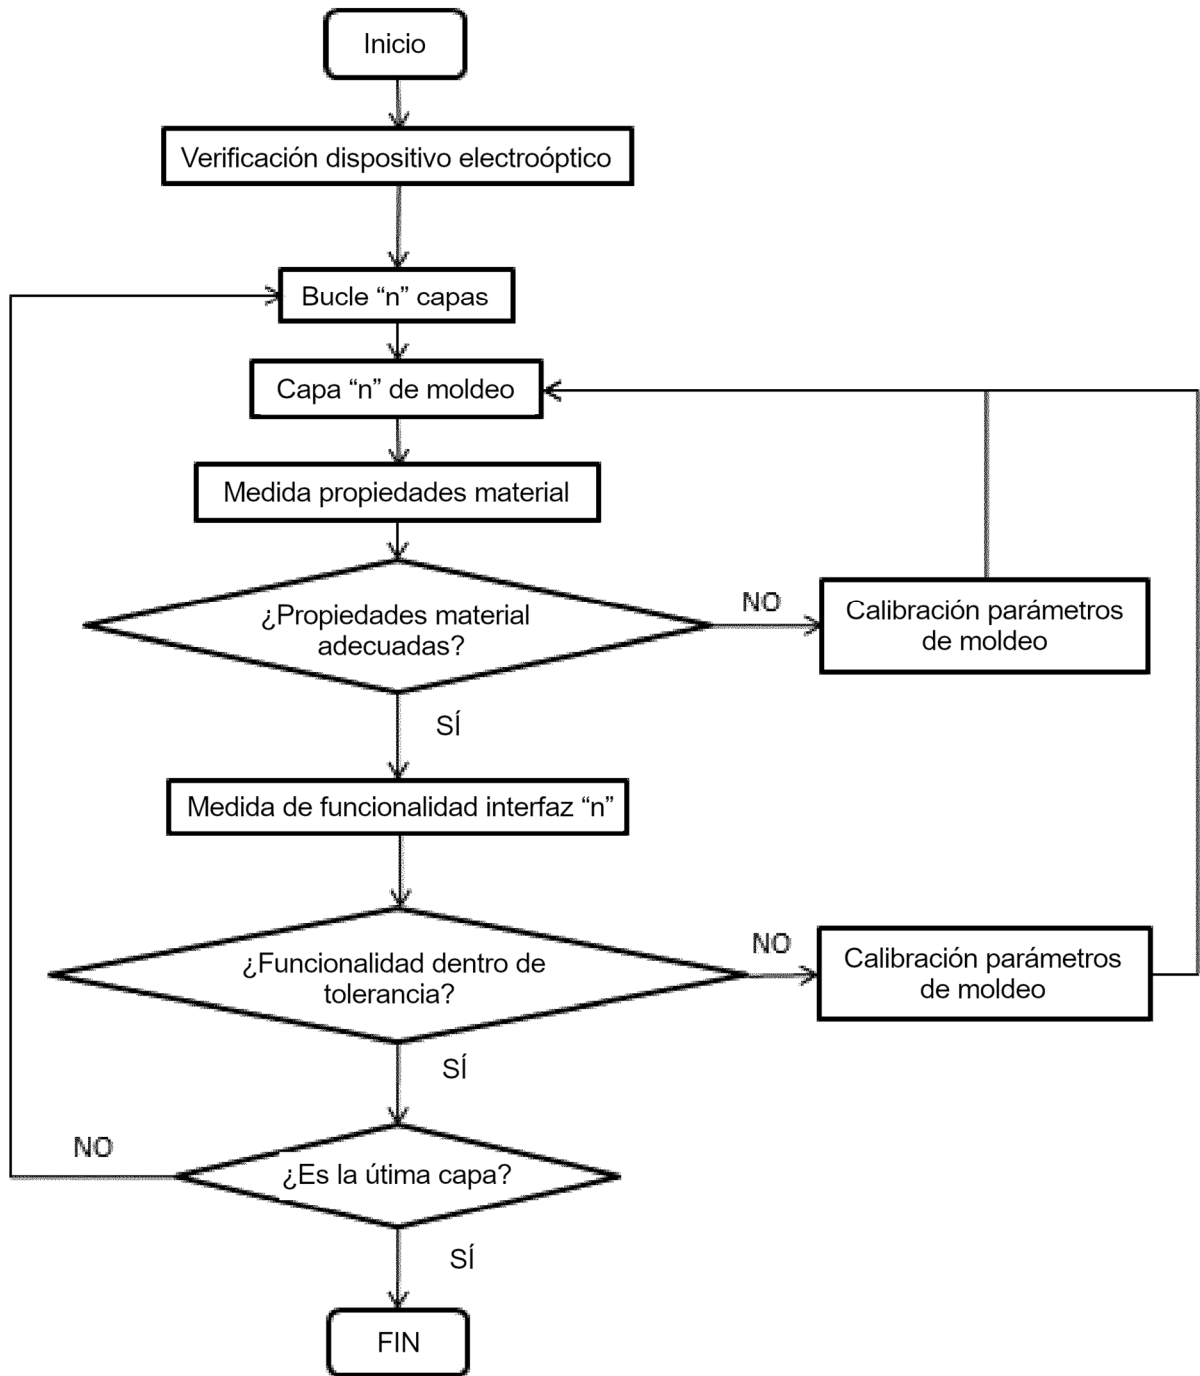 Inicio
Verificación dispositivo electroóptico
Bucle “n” capas
Capa “n” de moldeo
Medida propiedades material
¿Propiedades material
adecuadas?
NO
Calibración parámetros
de moldeo
SÍ
Medida de funcionalidad interfaz “n”
¿Funcionalidad dentro de
tolerancia?
NO
Calibración parámetros
de moldeo
SÍ
NO
¿Es la útima capa?
SÍ
FIN